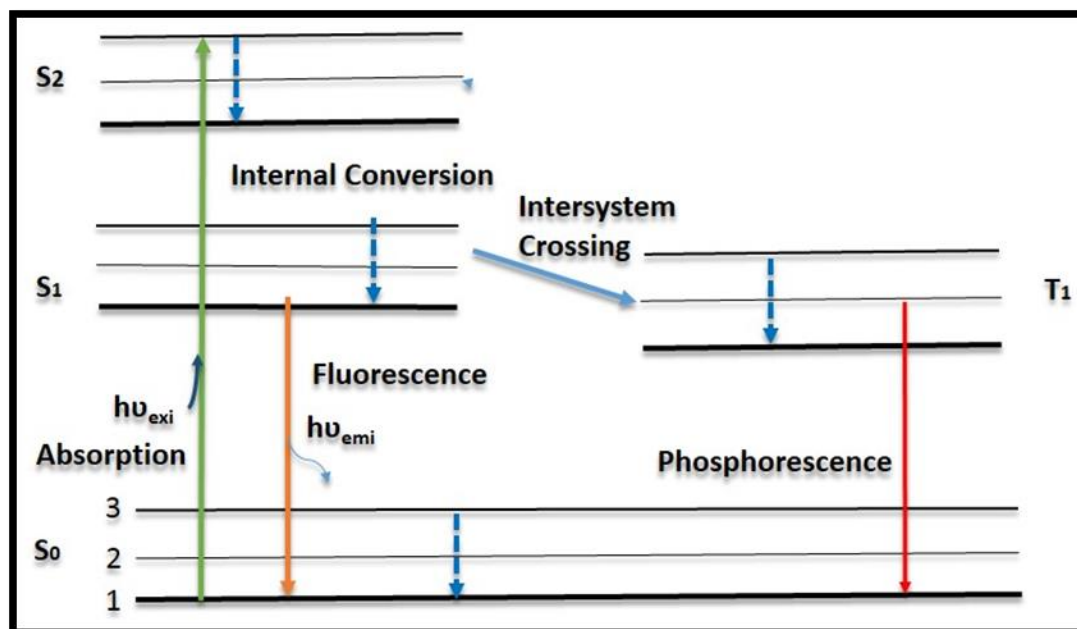 S2
Internal Conversion
Intersystem
Crossing
S1
T1
Fluorescence
hυexi
hυemi
Absorption
Phosphorescence
3
S0
2
1